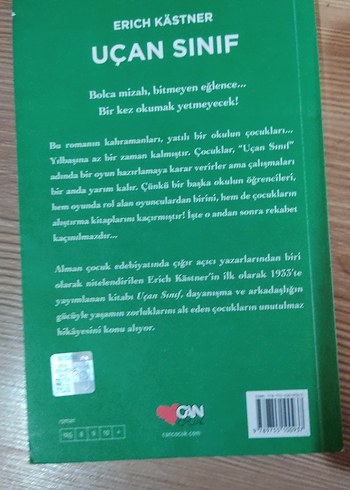 ERICH KÄSTNER
UÇAN SINIF
Bolca mizah, bitmeyen eğlence...
Bir kez okumak yetmeyecek!
Bu romanın kahramanları, yatılı bir okulun çocukları...
Yılbaşına az bir zaman kalmıştır. Çocuklar, "Uçan Sınıf"
adında bir oyun hazırlamaya karar verirler ama çalışmaları
bir anda yarım kalır. Çünkü bir başka okulun öğrencileri,
hem oyunda rol alan oyunculardan birini, hem de çocukların
alıştırma kitaplarını kaçırmıştır! İşte o andan sonra rekabet
kaçınılmazdır...
Alman çocuk edebiyatında çığır açıcı yazarlarından biri
olarak nitelendirilen Erich Kästner'in ilk olarak 1933'te
yayımlanan kitabı Uçan Sınıf, dayanışma ve arkadaşlığın
gücüyle yaşamın zorluklarını alt eden çocukların unutulmaz
hikâyesini konu alıyor.
roman
8 9 10 +
CAN
ÇOCUK
cancocuk.com